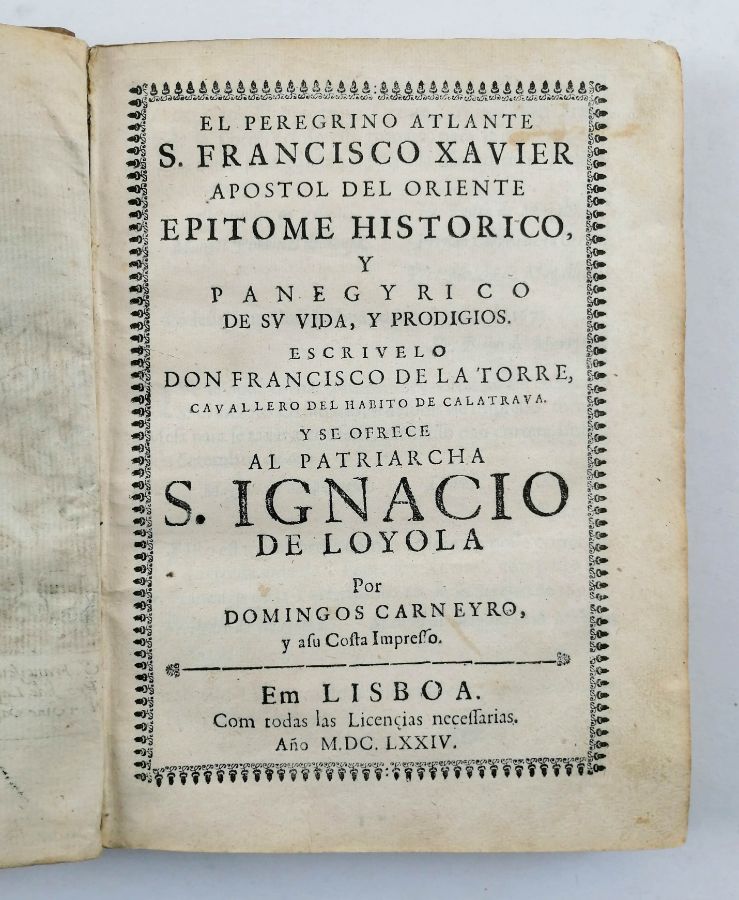 EL PEREGRINO ATLANTE
S. FRANCISCO XAVIER
APOSTOL DEL ORIENTE
EPITOME HISTORICO,
Y
PANEGYRICO
DE SV VIDA, Y PRODIGIOS.
ESCRIVELO
DON FRANCISCO DE LA TORRE,
CAVALLERO DEL HABITO DE CALATRAVA.
Y SE OFRECE
AL PATRIARCHA
S. IGNACIO
DE LOYOLA
Por
DOMINGOS CARNEYRO,
y aſu Coſta Impreſſo.
Em LISBOA.
Com todas las Licencias neceſſarias.
Año M.DC. LXXIV.